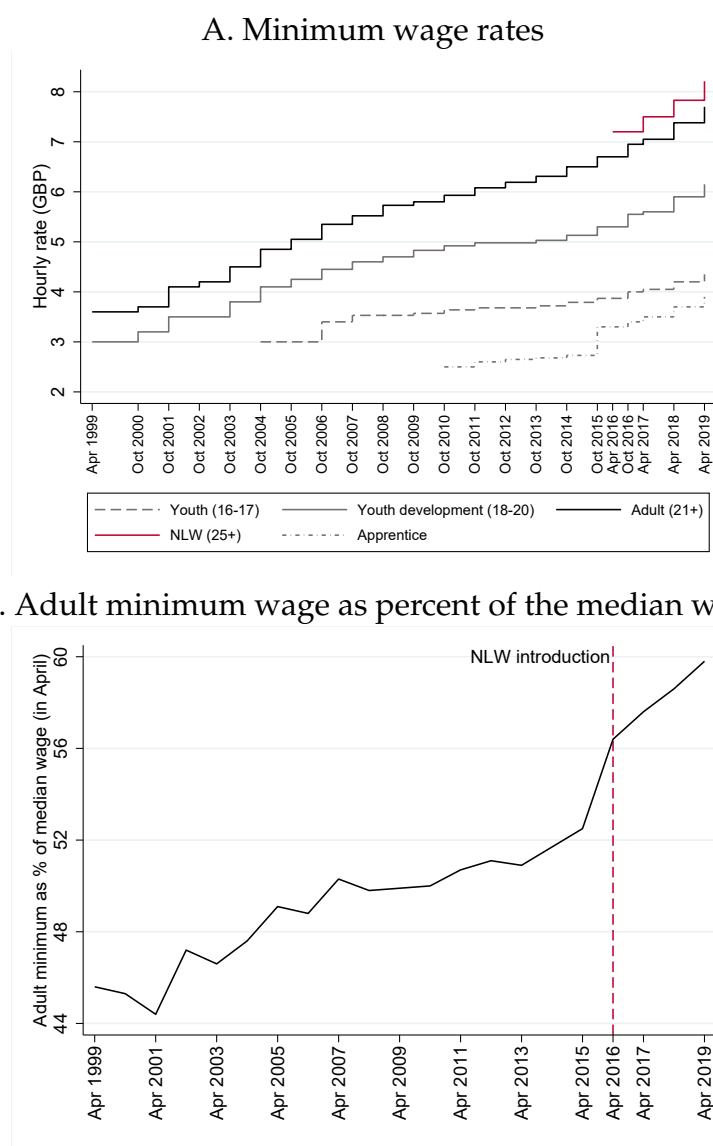 A. Minimum wage rates
Hourly rate (GBP)
8
7
6
5
4
3
2
Apr 1999
Oct 2000
Oct 2001
Oct 2002
Oct 2003
Oct 2004
Oct 2005
Oct 2006
Oct 2007
Oct 2008
Oct 2009
Oct 2010
Oct 2011
Oct 2012
Oct 2013
Oct 2014
Oct 2015
Apr 2016
Oct 2016
Apr 2017
Apr 2018
Apr 2019
Youth (16-17) Youth development (18-20) Adult (21+)
NLW (25+) Apprentice
. Adult minimum wage as percent of the median w
Adult minimum as % of median wage (in April)
60
56
52
48
44
NLW introduction
Apr 1999
Apr 2001
Apr 2003
Apr 2005
Apr 2007
Apr 2009
Apr 2011
Apr 2013
Apr 2015
Apr 2016
Apr 2017
Apr 2019